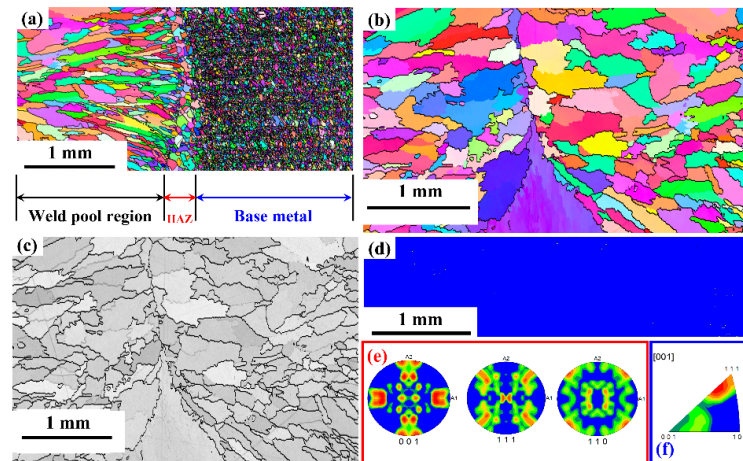 (a)
1 mm
Weld pool region
HAZ
Base metal
(b)
1 mm
(c)
1 mm
(d)
1 mm
(e)
A2
A1
0 0 1
A2
A1
1 1 1
A2
A1
1 1 0
[001]
1 1 1
0 0 1
1 0
(f)